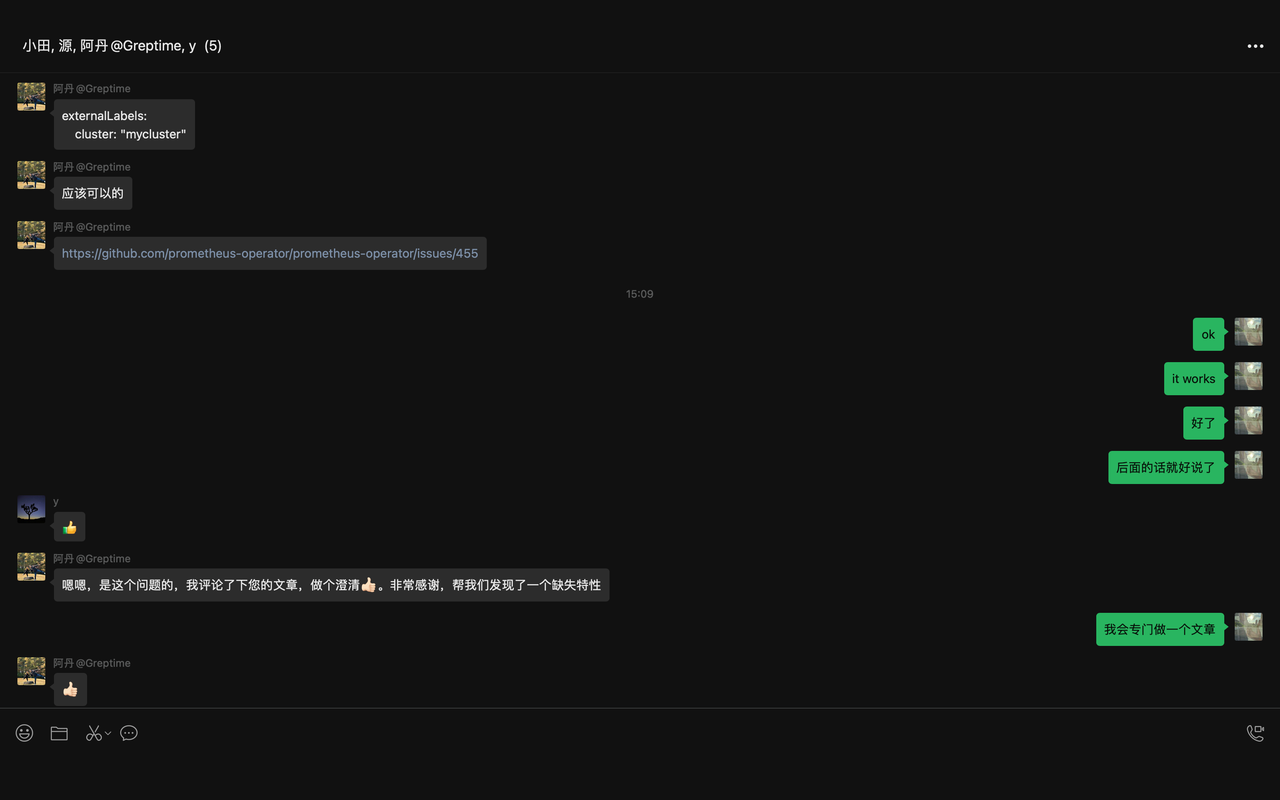 小田, 源, 阿丹@Greptime, y (5)
阿丹@Greptime
externalLabels:
    cluster: "mycluster"
阿丹@Greptime
应该可以的
阿丹@Greptime
https://github.com/prometheus-operator/prometheus-operator/issues/455
15:09
ok
it works
好了
后面的话就好说了
y
👍
阿丹@Greptime
嗯嗯，是这个问题的，我评论了下您的文章，做个澄清👍🏻。非常感谢，帮我们发现了一个缺失特性
我会专门做一个文章
阿丹@Greptime
👍🏻